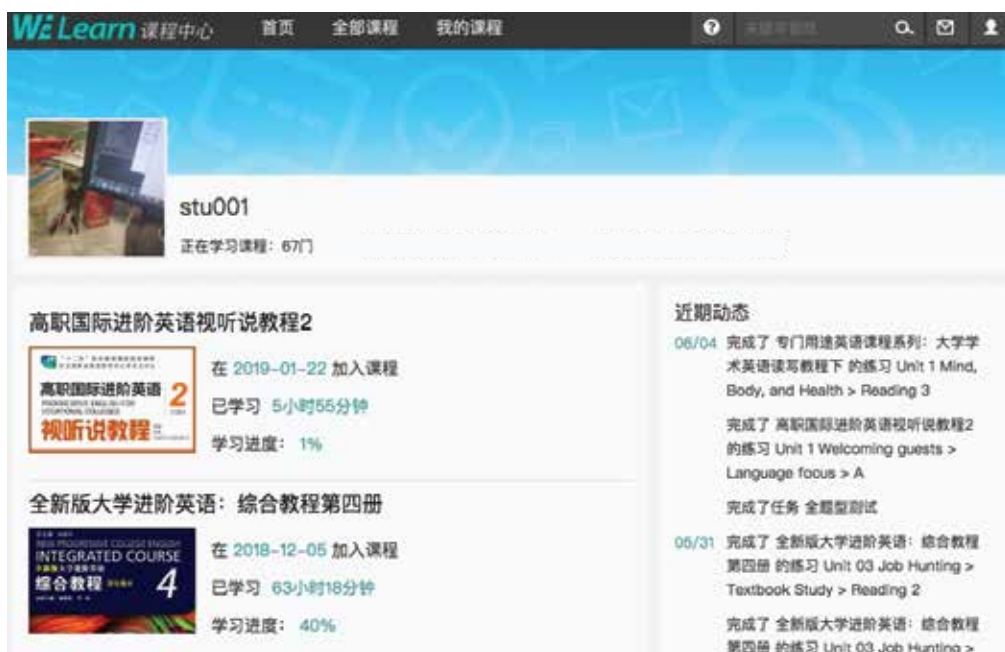 WE Learn 课程中心 首页 全部课程 我的课程
stu001
正在学习课程：67门
高职国际进阶英语视听说教程2
高职国际进阶英语 2
视听说教程
在 2019-01-22 加入课程
已学习 5小时55分钟
学习进度：1%
全新版大学进阶英语：综合教程第四册
INTEGRATED COURSE
综合教程 4
在 2018-12-05 加入课程
已学习 63小时18分钟
学习进度：40%
近期动态
06/04 完成了 专门用途英语课程系列：大学学
术英语读写教程下 的练习 Unit 1 Mind,
Body, and Health > Reading 3
完成了 高职国际进阶英语视听说教程2
的练习 Unit 1 Welcoming guests >
Language focus > A
完成了任务 全题型测试
05/31 完成了 全新版大学进阶英语：综合教程
第四册 的练习 Unit 03 Job Hunting >
Textbook Study > Reading 2
完成了 全新版大学进阶英语：综合教程
第四册 的练习 Unit 03 Job Hunting >